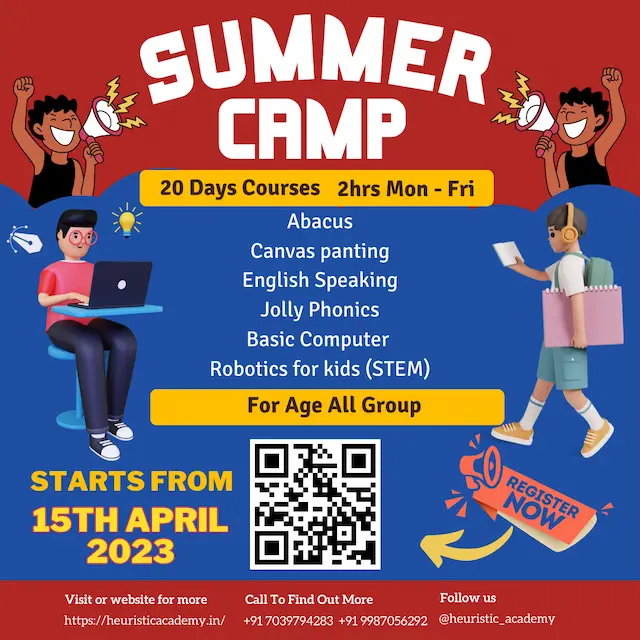 SUMMER
CAMP
20 Days Courses 2hrs Mon - Fri
Abacus
Canvas panting
English Speaking
Jolly Phonics
Basic Computer
Robotics for kids (STEM)
For Age All Group
STARTS FROM
15TH APRIL
2023
REGISTER
NOW
Visit or website for more
https://heuristicacademy.in/
Call To Find Out More
+91 7039794283 +91 9987056292
Follow us
@heuristic_academy